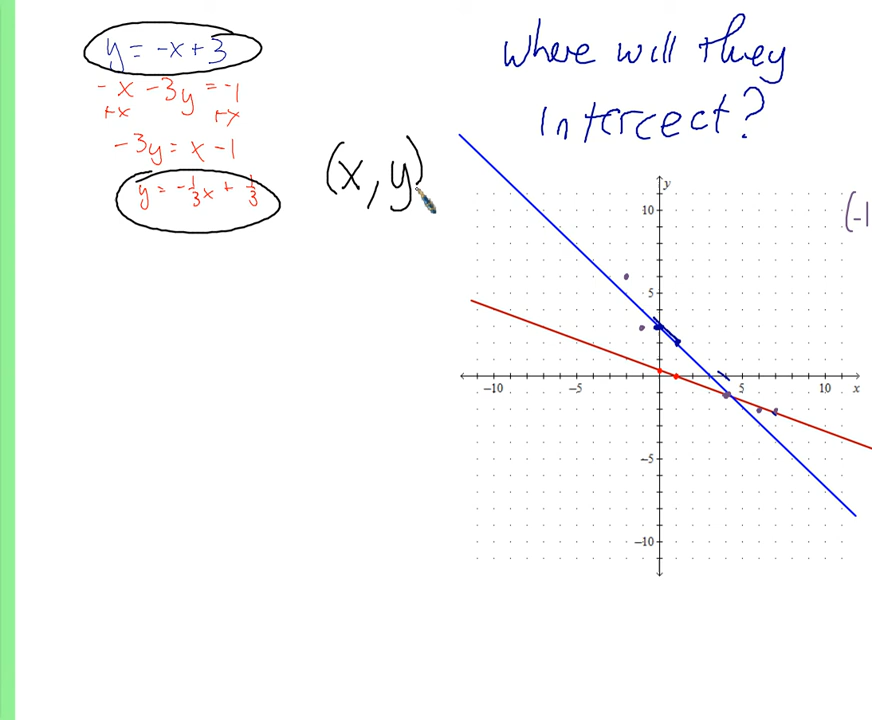 y = -x + 3
-x - 3y = -1
+x +x
-3y = x - 1
y = -1/3x + 1/3
(x, y)
Where will they
Intercect?
(-1
y
10
5
-10
-5
5
10
x
-5
-10